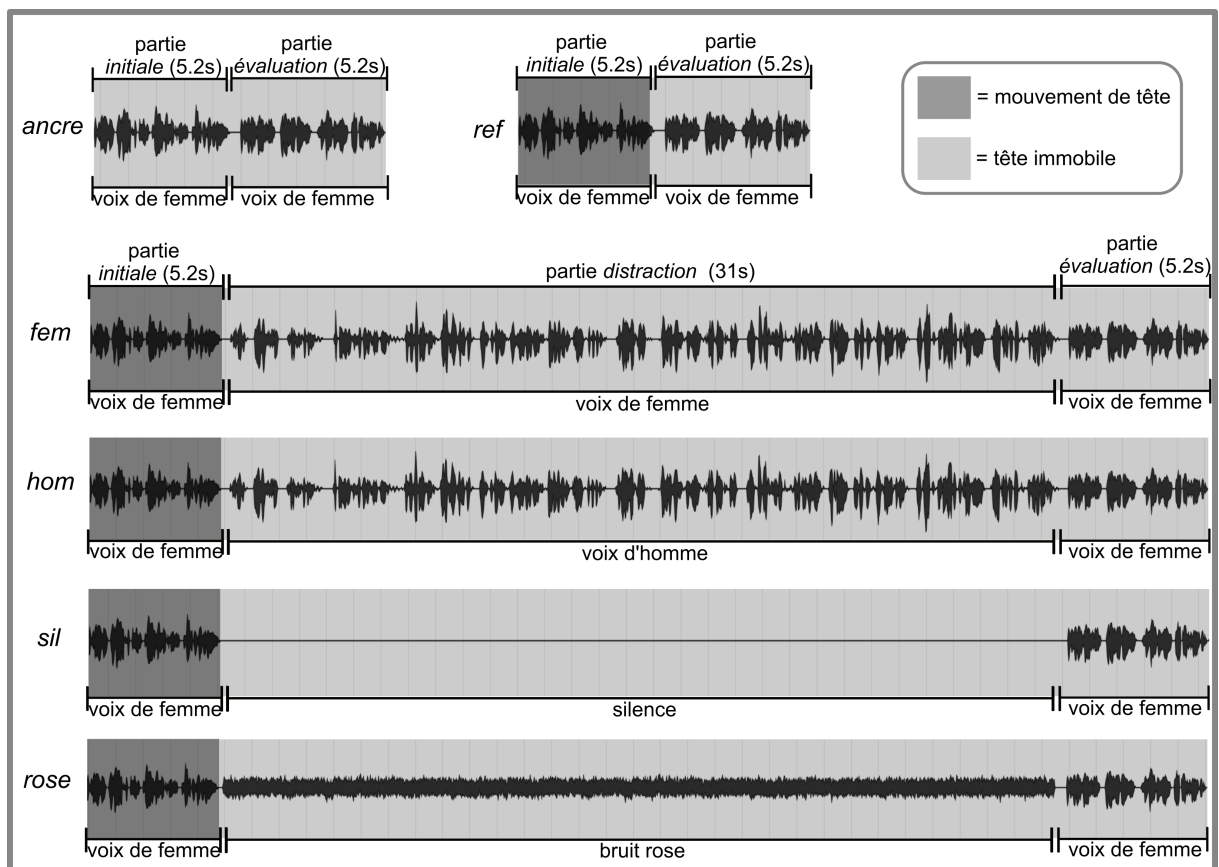 partie
initiale (5.2s)
partie
évaluation (5.2s)
ancre
voix de femme
voix de femme
partie
initiale (5.2s)
partie
évaluation (5.2s)
ref
voix de femme
voix de femme
= mouvement de tête
= tête immobile
partie
initiale (5.2s)
partie distraction (31s)
partie
évaluation (5.2s)
fem
voix de femme
voix de femme
voix de femme
hom
voix de femme
voix d'homme
voix de femme
sil
voix de femme
silence
voix de femme
rose
voix de femme
bruit rose
voix de femme